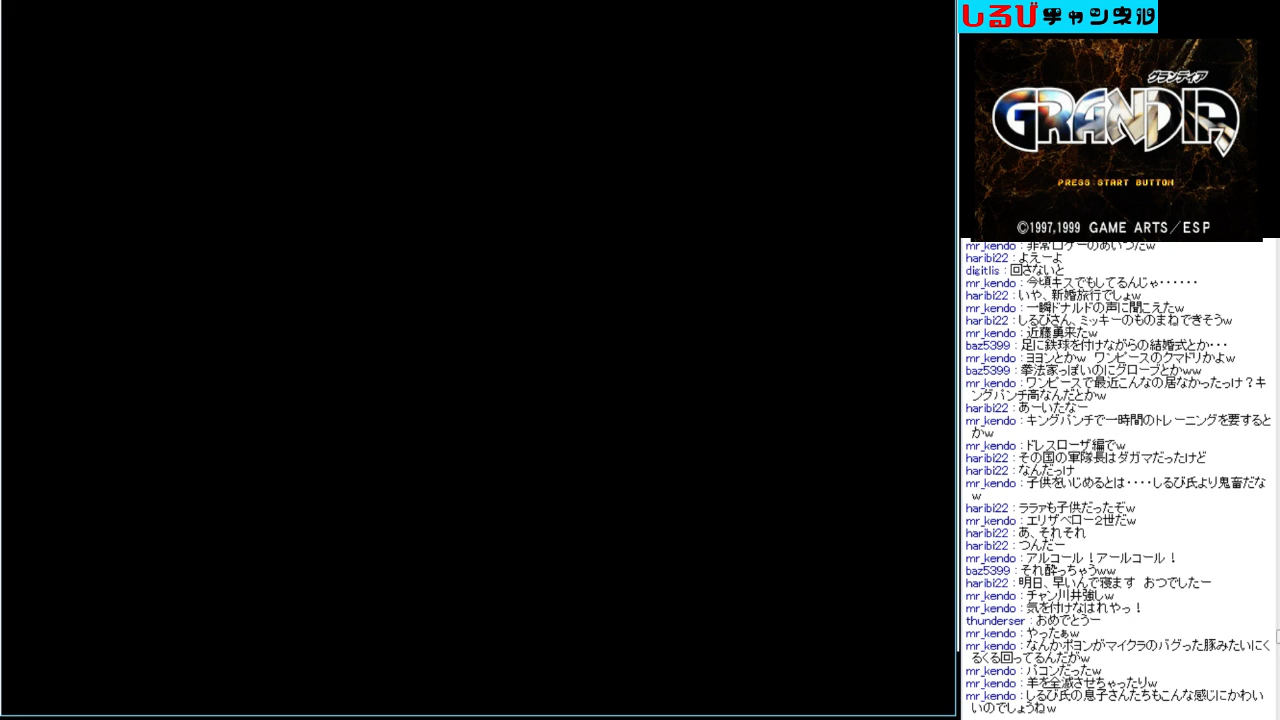 しるびチャンネル
グランディア
GRANDIA
PRESS START BUTTON
©1997,1999 GAME ARTS/ESP
mr_kendo : 非常口ゲーのあいつだw
haribi22 : よえーよ
digitlis : 回さないと
mr_kendo : 今頃キスでもしてるんじゃ・・・・・・
haribi22 : いや、新婚旅行でしょw
mr_kendo : 一瞬ドナルドの声に聞こえたw
haribi22 : しるびさん、ミッキーのものまねできそうw
mr_kendo : 近藤勇来たw
baz5399 : 足に鉄球を付けながらの結婚式とか・・・
mr_kendo : ヨヨンとかw ワンピースのクマドリかよw
baz5399 : 拳法家っぽいのにグローブとかww
mr_kendo : ワンピースで最近こんなの居なかったっけ？キ
ングパンチ高なんだとかw
haribi22 : あーいたなー
mr_kendo : キングパンチで一時間のトレーニングを要すると
かw
mr_kendo : ドレスローザ編でw
haribi22 : その国の軍隊長はダガマだったけど
haribi22 : なんだっけ
mr_kendo : 子供をいじめるとは・・・・しるび氏より鬼畜だな
w
haribi22 : ララァも子供だったぞw
mr_kendo : エリザベロー2世だw
haribi22 : あ、それそれ
haribi22 : つんだー
mr_kendo : アルコール！アールコール！
baz5399 : それ酔っちゃうww
haribi22 : 明日、早いんで寝ます おつでしたー
mr_kendo : チャン川井強しw
mr_kendo : 気を付けなはれやっ！
thunderser : おめでとうー
mr_kendo : やったぁw
mr_kendo : なんかポヨンがマイクラのバグった豚みたいにく
るくる回ってるんだがw
mr_kendo : バコンだったw
mr_kendo : 羊を全滅させちゃったりw
mr_kendo : しるび氏の息子さんたちもこんな感じにかわい
いのでしょうねw